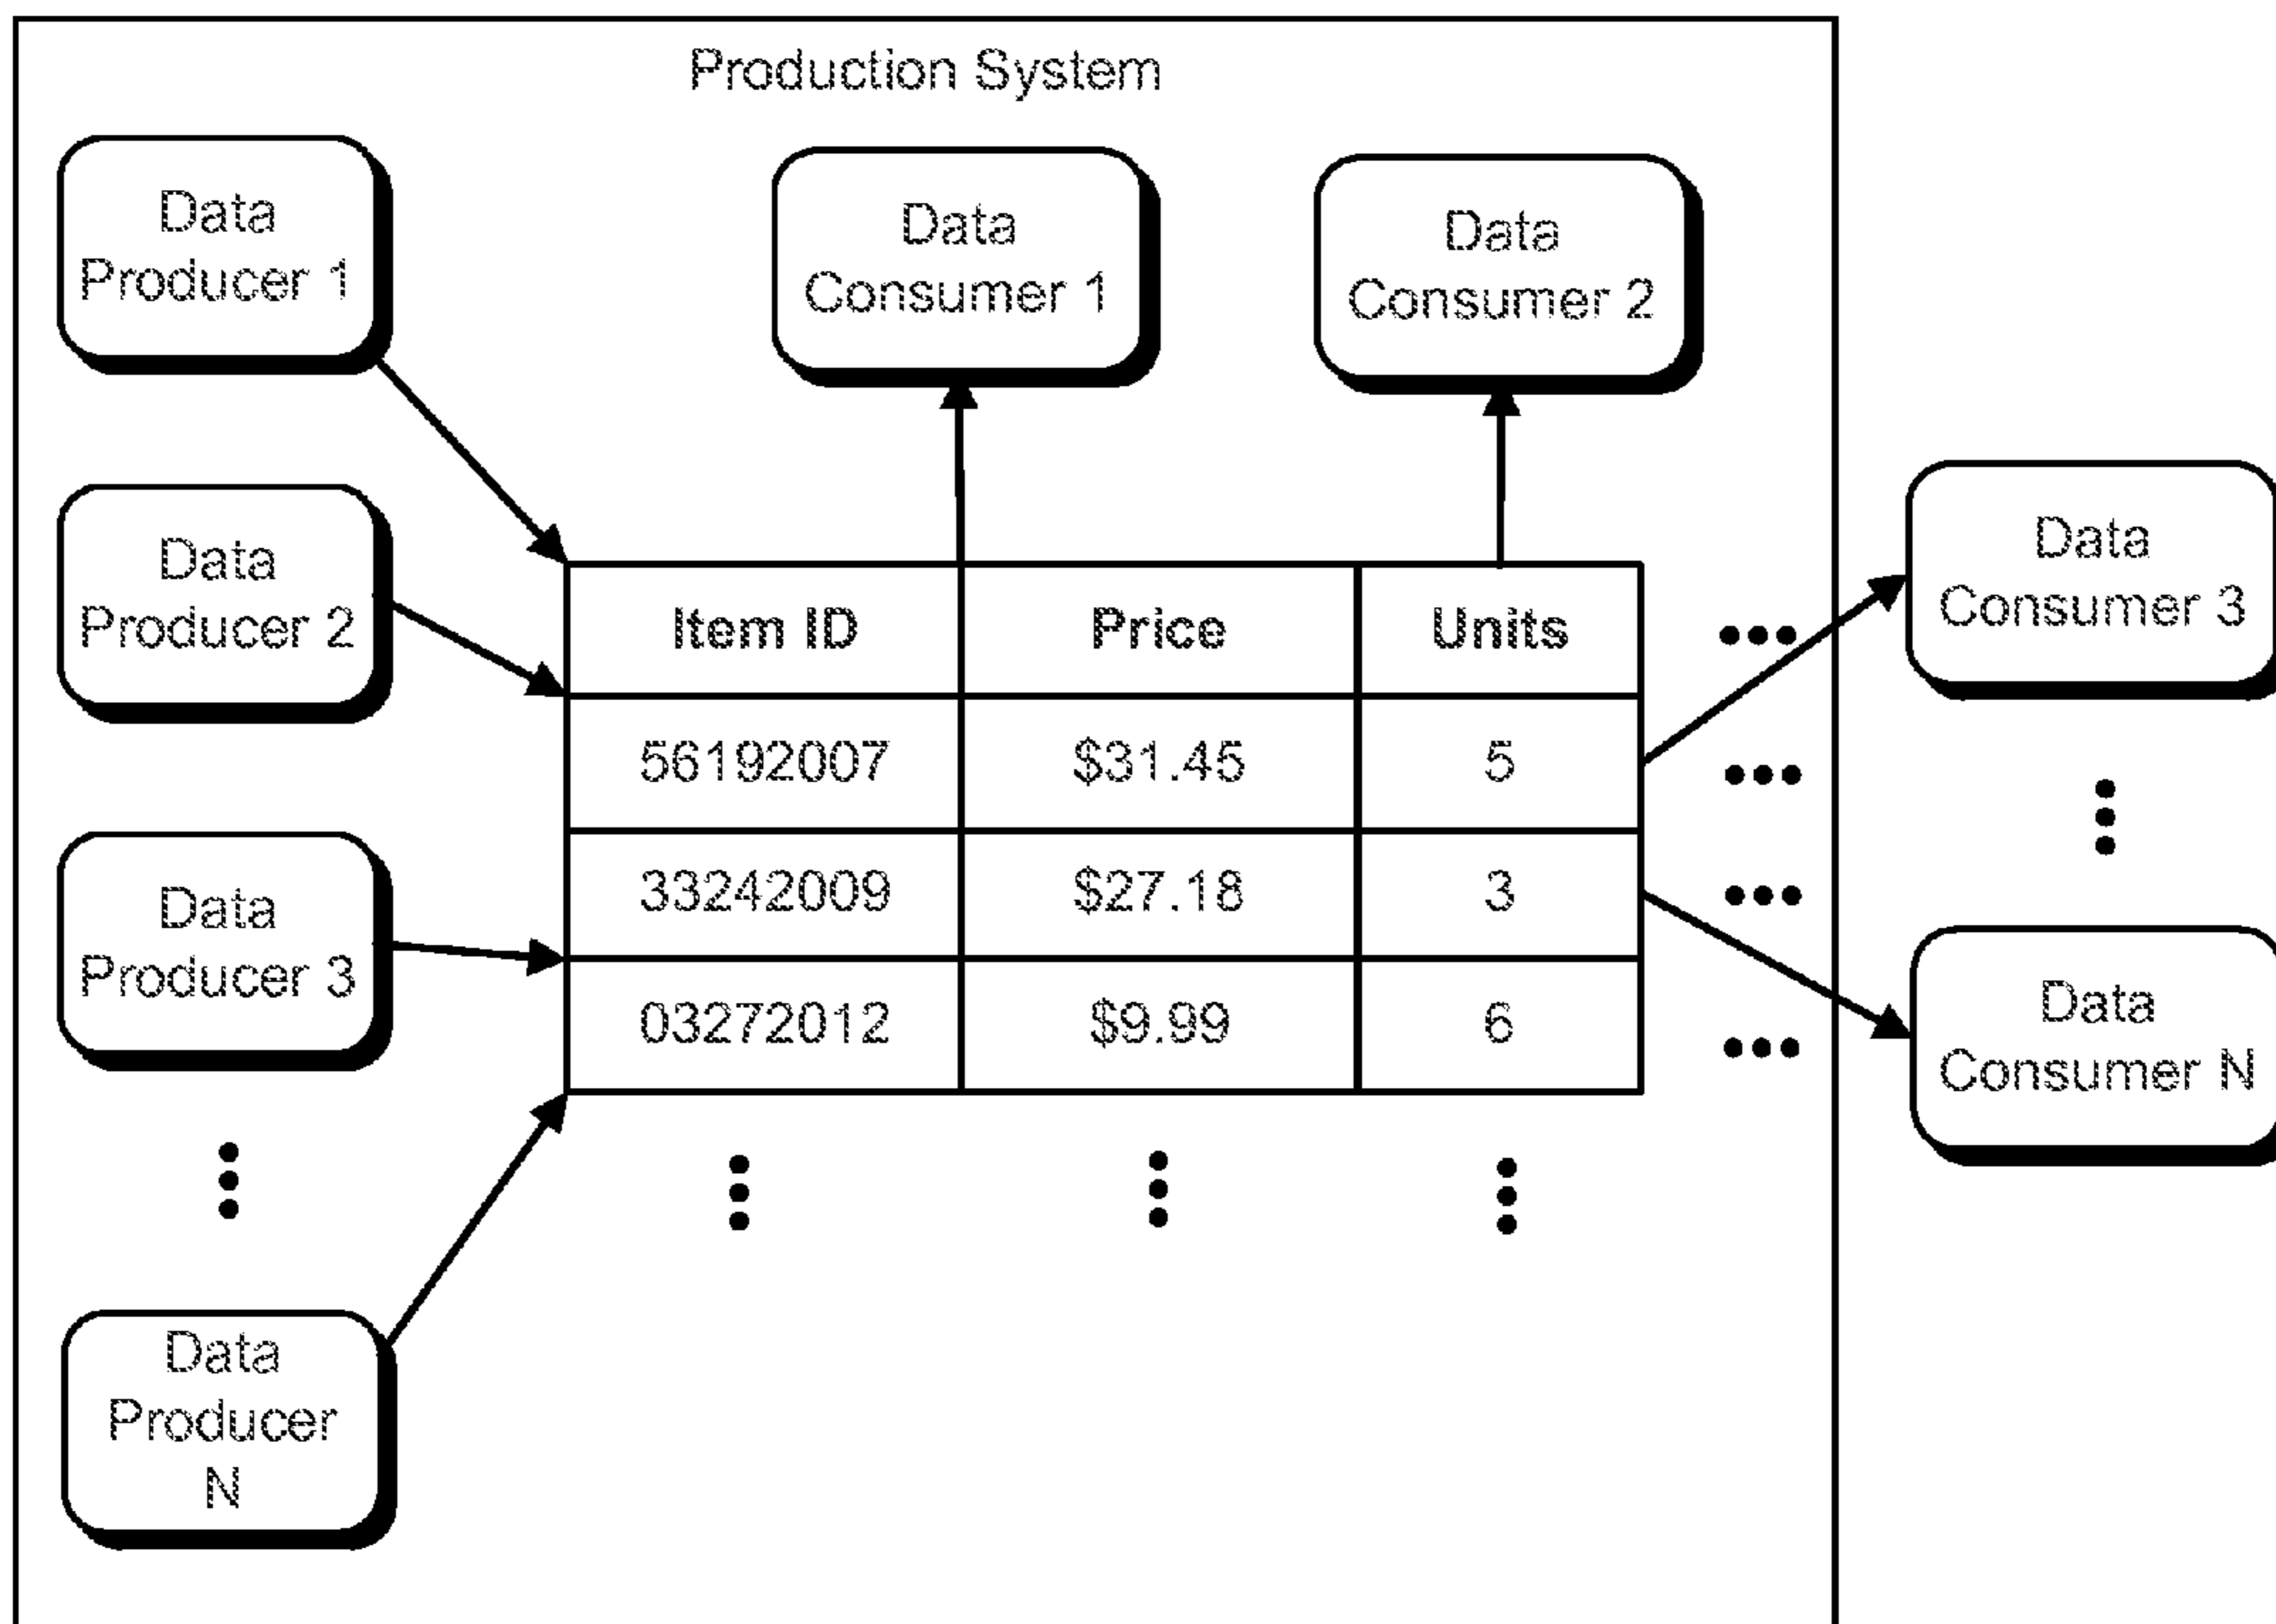 Production System
Data
Producer 1
Data
Consumer 1
Data
Consumer 2
Data
Producer 2
Data
Consumer 3
Item ID Price Units •••
56192007 $31.45 5 •••
33242009 $27.18 3 •••
03272012 $9.99 6 •••
Data
Producer 3
Data
Consumer N
Data
Producer
N